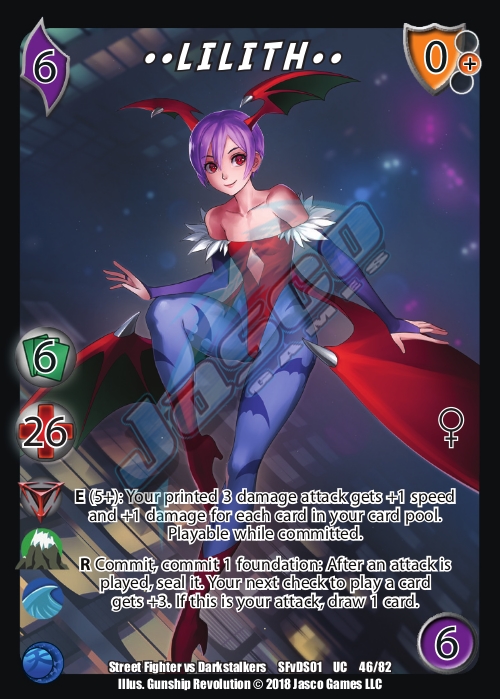 6
••LILITH••
0
+
6
26
E (5+): Your printed 3 damage attack gets +1 speed
and +1 damage for each card in your card pool.
Playable while committed.
R Commit, commit 1 foundation: After an attack is
played, seal it. Your next check to play a card
gets +3. If this is your attack, draw 1 card.
6
Street Fighter vs Darkstalkers SFvDS01 UC 46/82
Illus. Gunship Revolution © 2018 Jasco Games LLC
Jasco
GAMES